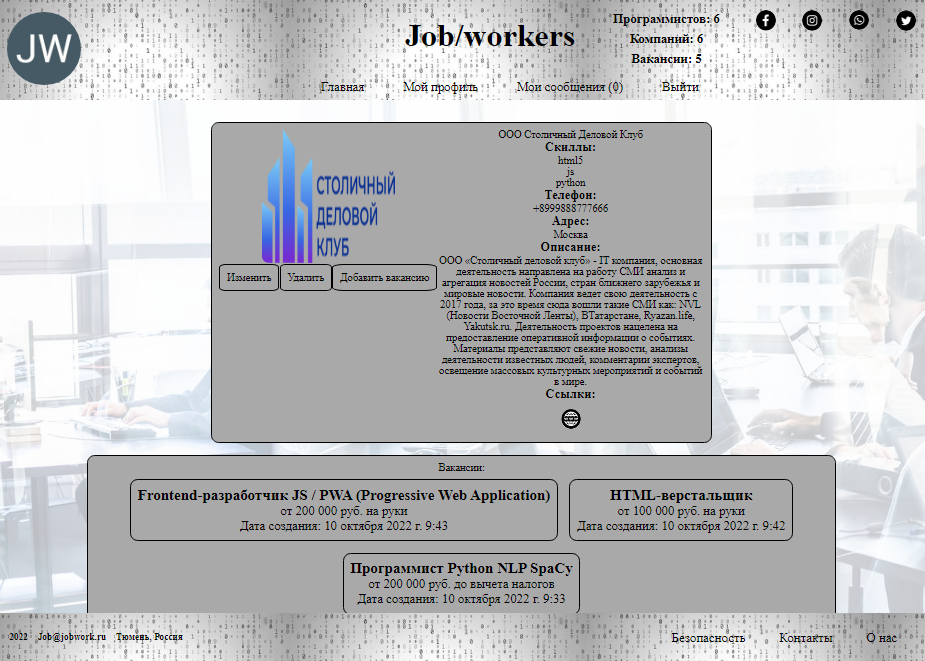 JW
Job/workers
Программистов: 6
Компаний: 6
Вакансии: 5
Главная Мой профиль Мои сообщения (0) Выйти
СТОЛИЧНЫЙ
ДЕЛОВОЙ
КЛУБ
Изменить Удалить Добавить вакансию
ООО Столичный Деловой Клуб
Скиллы:
html5
js
python
Телефон:
+8999888777666
Адрес:
Москва
Описание:
ООО «Столичный деловой клуб» - IT компания, основная
деятельность направлена на работу СМИ анализ и
агрегация новостей России, стран ближнего зарубежья и
мировые новости. Компания ведет свою деятельность с
2017 года, за это время сюда вошли такие СМИ как: NVL
(Новости Восточной Ленты), ВТатарстане, Ryazan.life,
Yakutsk.ru. Деятельность проектов нацелена на
предоставление оперативной информации о событиях.
Материалы представляют свежие новости, анализы
деятельности известных людей, комментарии экспертов,
освещение массовых культурных мероприятий и событий
в мире.
Ссылки:
Вакансии:
Frontend-разработчик JS / PWA (Progressive Web Application)
от 200 000 руб. на руки
Дата создания: 10 октября 2022 г. 9:43
HTML-верстальщик
от 100 000 руб. на руки
Дата создания: 10 октября 2022 г. 9:42
Программист Python NLP SpaCy
от 200 000 руб. до вычета налогов
Дата создания: 10 октября 2022 г. 9:33
2022 Job@jobwork.ru Тюмень, Россия
Безопасность Контакты О нас